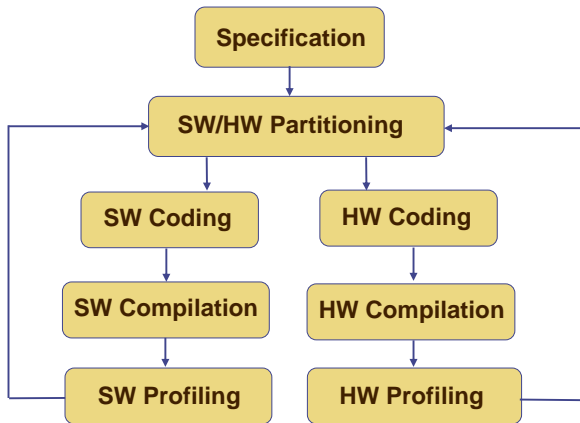 Specification
SW/HW Partitioning
SW Coding
HW Coding
SW Compilation
HW Compilation
SW Profiling
HW Profiling